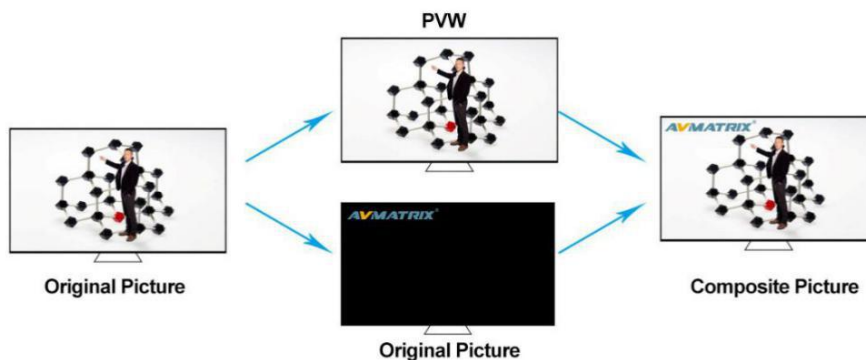 PVW
AVMATRIX®
Original Picture
AVMATRIX®
Composite Picture
Original Picture